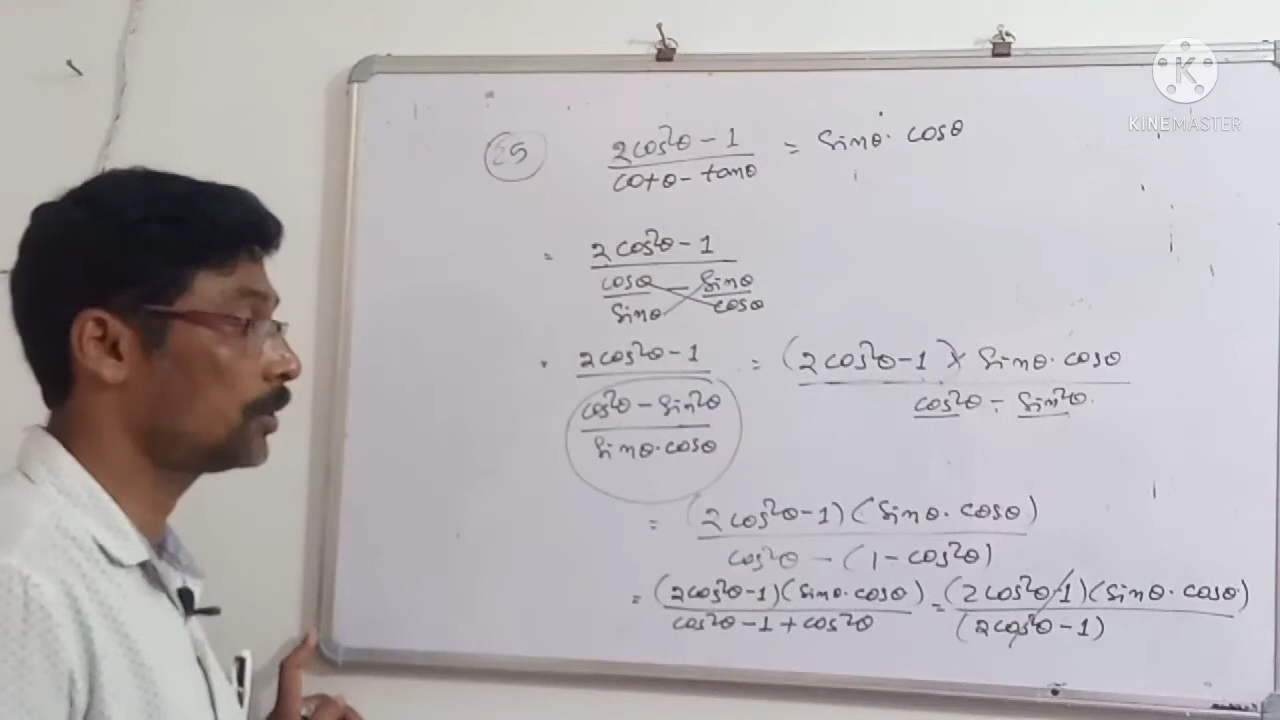 K
KINEMASTER
25 (2cos²θ - 1)/(cotθ - tanθ) = sinθ · cosθ
= (2cos²θ - 1)/(cosθ/sinθ - sinθ/cosθ)
= (2cos²θ - 1)/((cos²θ - sin²θ)/(sinθ · cosθ)) = ((2cos²θ - 1) × sinθ · cosθ)/(cos²θ - sin²θ)
= ((2cos²θ - 1)(sinθ · cosθ))/(cos²θ - (1 - cos²θ))
= ((2cos²θ - 1)(sinθ · cosθ))/(cos²θ - 1 + cos²θ) = ((2cos²θ - 1)(sinθ · cosθ))/((2cos²θ - 1))